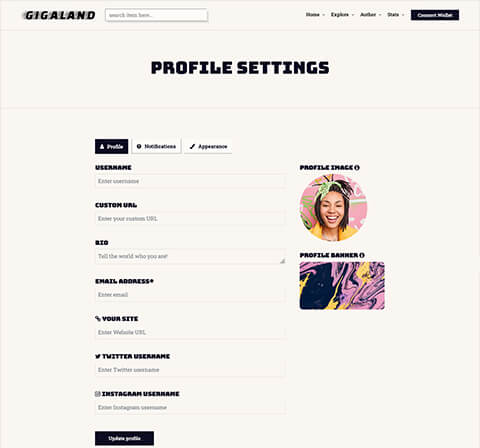 GIGALAND
search item here...
Home
Explore
Author
Stats
Connect Wallet
PROFILE SETTINGS
Profile
Notifications
Appearance
USERNAME
Enter username
CUSTOM URL
Enter your custom URL
BIO
Tell the world who you are!
EMAIL ADDRESS*
Enter email
YOUR SITE
Enter Website URL
TWITTER USERNAME
Enter Twitter username
INSTAGRAM USERNAME
Enter Instagram username
Update profile
PROFILE IMAGE
PROFILE BANNER